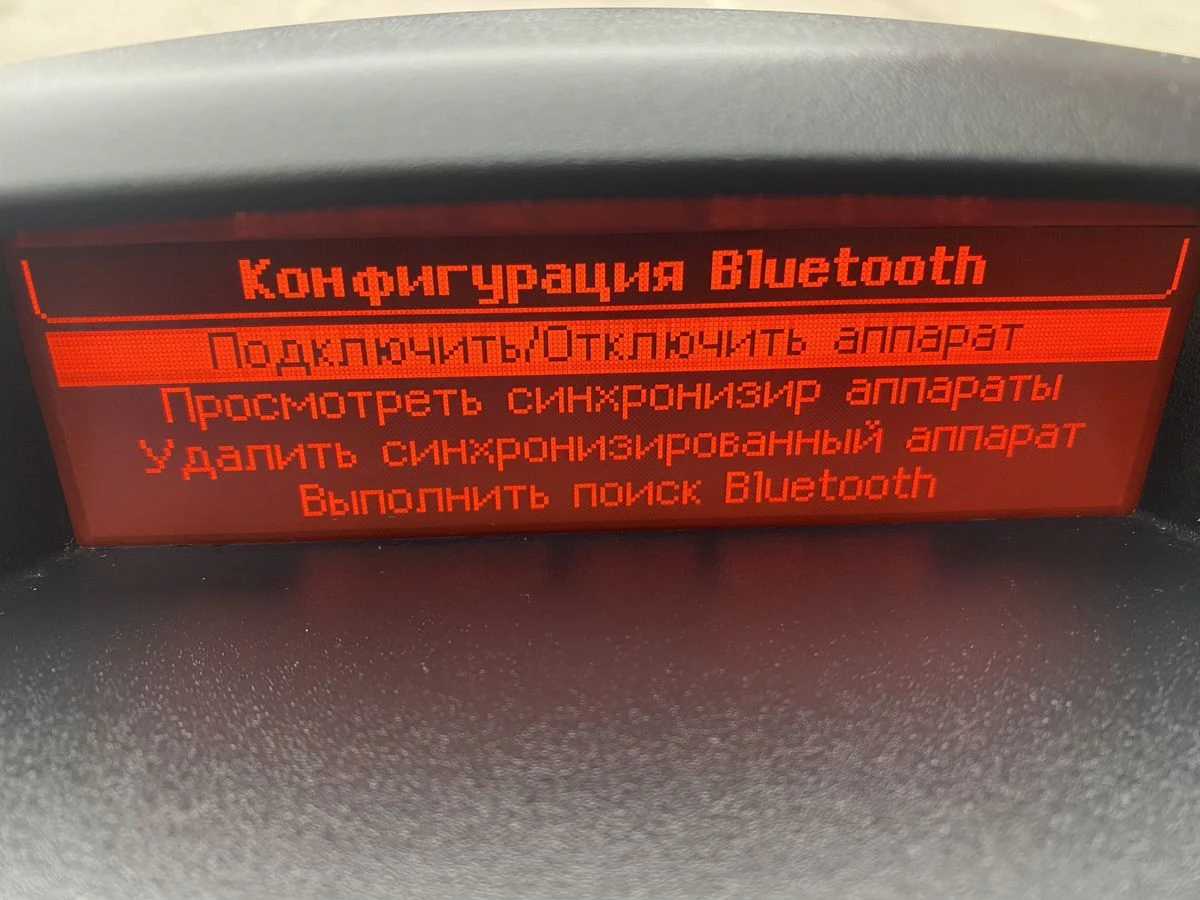 Конфигурация Bluetooth
Подключить/Отключить аппарат
Просмотреть синхронизир аппараты
Удалить синхронизированный аппарат
Выполнить поиск Bluetooth